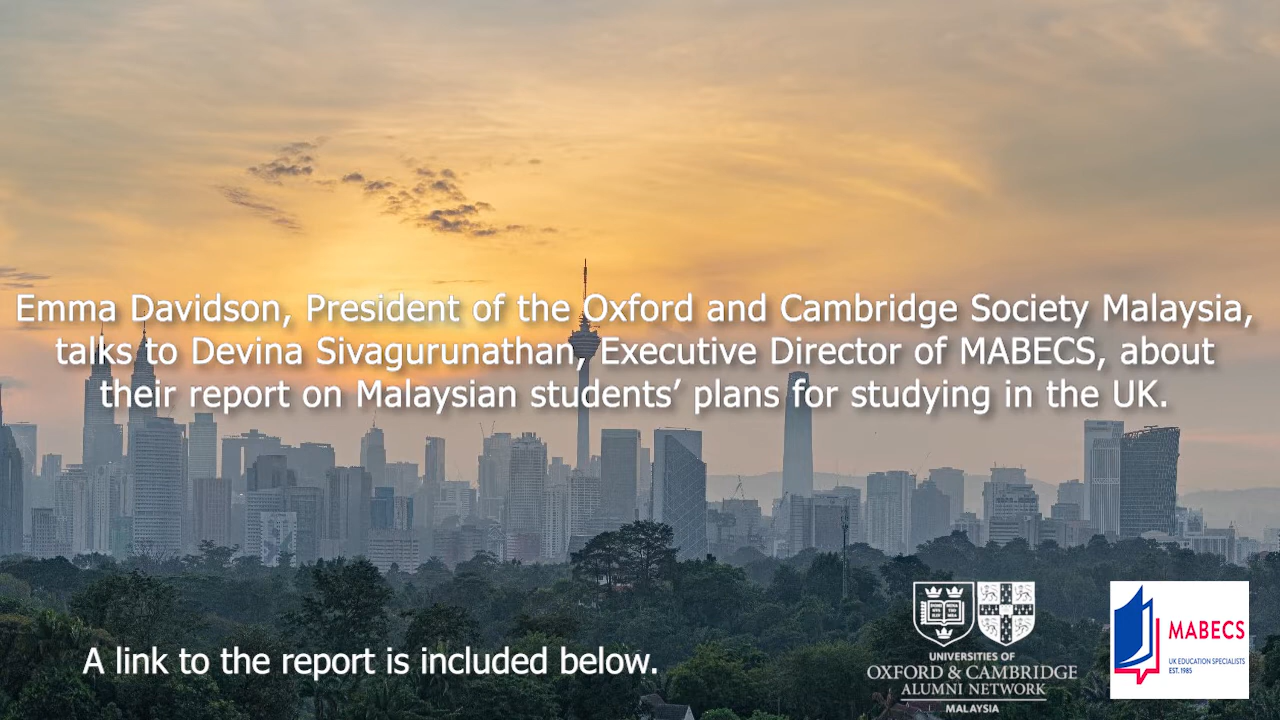 Emma Davidson, President of the Oxford and Cambridge Society Malaysia,
talks to Devina Sivagurunathan, Executive Director of MABECS, about
their report on Malaysian students’ plans for studying in the UK.
A link to the report is included below.
UNIVERSITIES OF
OXFORD & CAMBRIDGE
ALUMNI NETWORK
MALAYSIA
MABECS
UK EDUCATION SPECIALISTS
EST. 1985